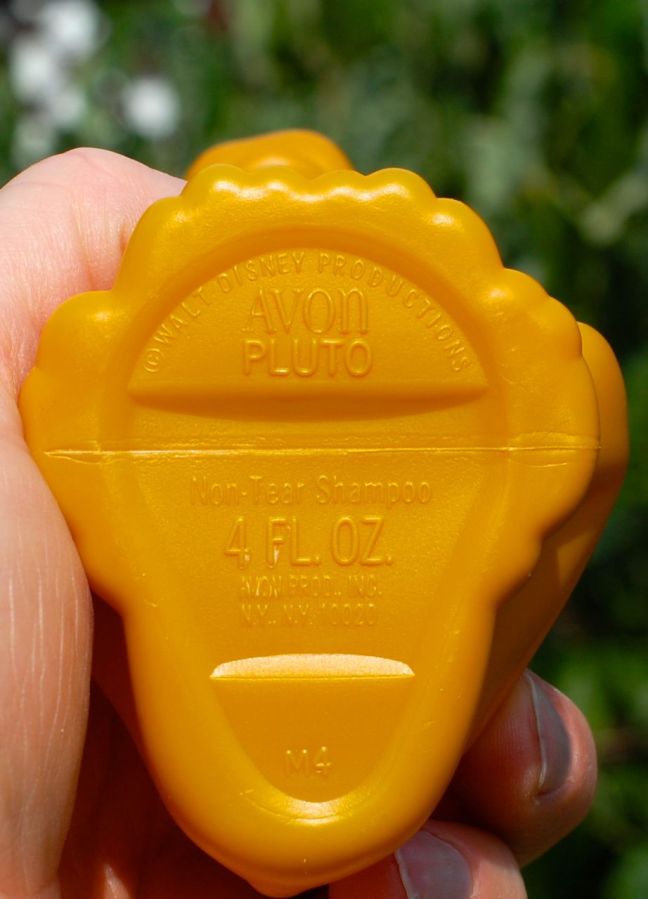 © WALT DISNEY PRODUCTIONS
AVON
PLUTO
Non-Tear Shampoo
4 FL. OZ.
AVON PROD., INC.
N.Y., N.Y. 10020
M4